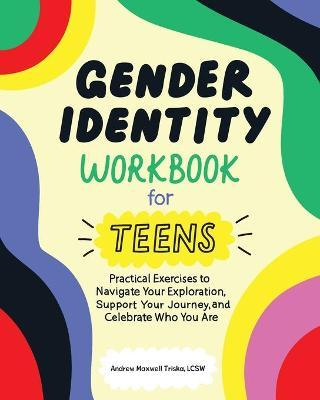 GENDER
IDENTITY
WORKBOOK
for
TEENS
Practical Exercises to
Navigate Your Exploration,
Support Your Journey, and
Celebrate Who You Are
Andrew Maxwell Triska, LCSW